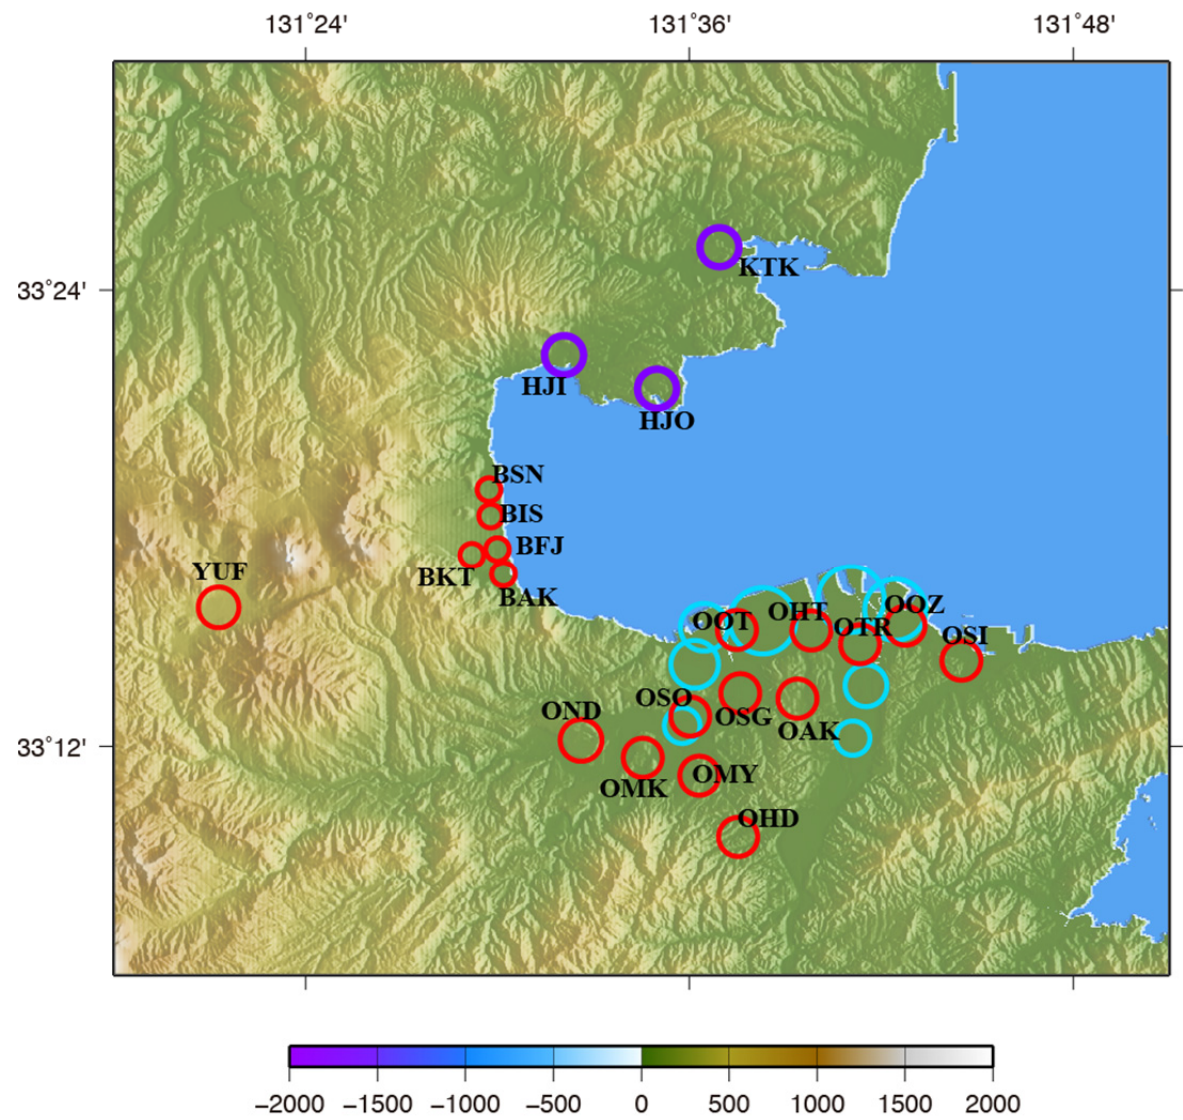 131°24'
131°36'
131°48'
KTK
33°24'
HJI
HJO
BSN
BIS
BFJ
YUF
BKT
BAK
OOZ
OHT
OOT
OTR
OSI
OSO
OND
OSG
OAK
33°12'
OMY
OMK
OHD
−2000 −1500 −1000 −500 0 500 1000 1500 2000